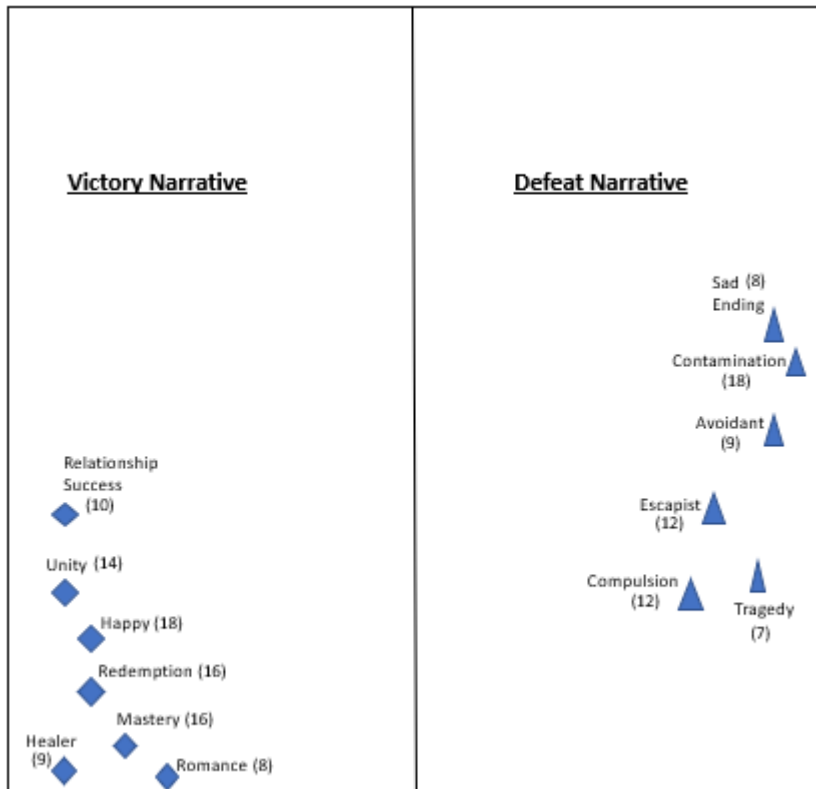 Victory Narrative
Defeat Narrative
Sad (8)
Ending
Contamination
(18)
Avoidant
(9)
Relationship
Success
(10)
Escapist
(12)
Unity (14)
Compulsion
(12)
Tragedy
(7)
Happy (18)
Redemption (16)
Mastery (16)
Healer
(9)
Romance (8)